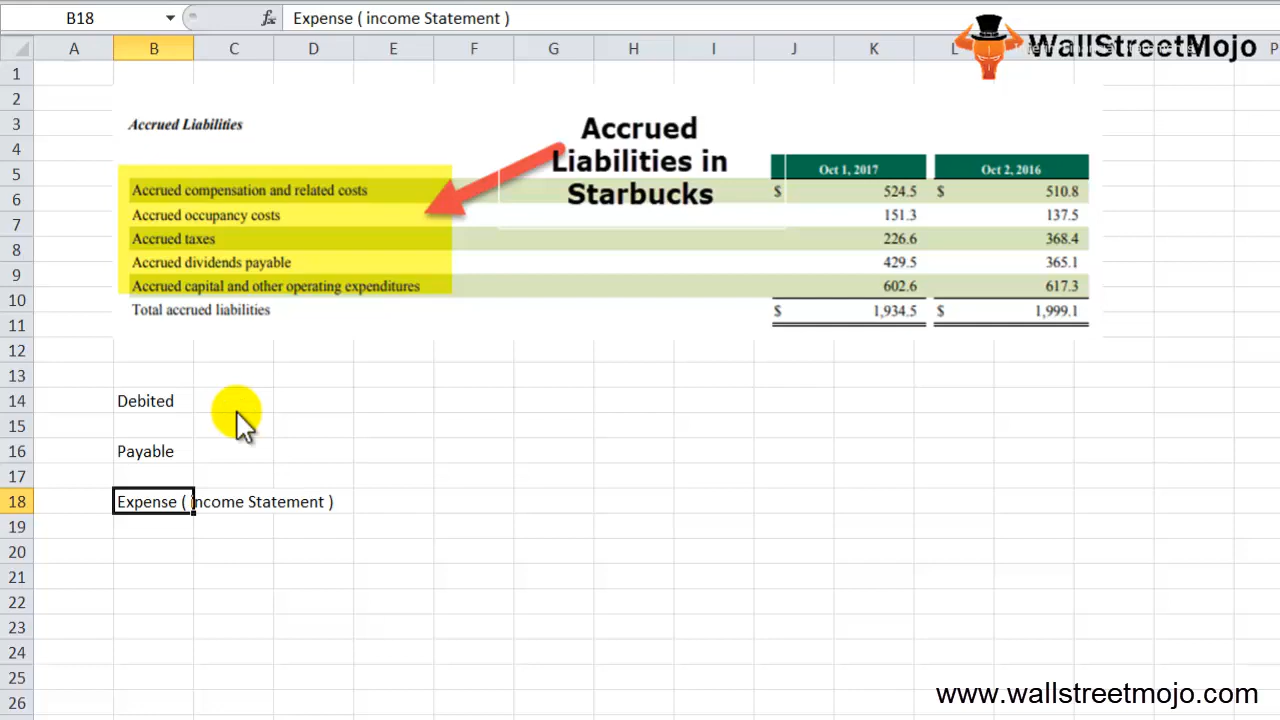 B18 fx Expense ( income Statement )
A B C D E F G H I J K L P
WallStreetMojo
1
2
3 Accrued Liabilities
4
5
6
7
8
9
10
11
12
13
14
15
16
17
18
19
20
21
22
23
24
25
26
Accrued
Liabilities in
Starbucks
Oct 1, 2017 Oct 2, 2016
Accrued compensation and related costs $ 524.5 $ 510.8
Accrued occupancy costs 151.3 137.5
Accrued taxes 226.6 368.4
Accrued dividends payable 429.5 365.1
Accrued capital and other operating expenditures 602.6 617.3
Total accrued liabilities $ 1,934.5 $ 1,999.1
Debited
Payable
Expense ( income Statement )
www.wallstreetmojo.com